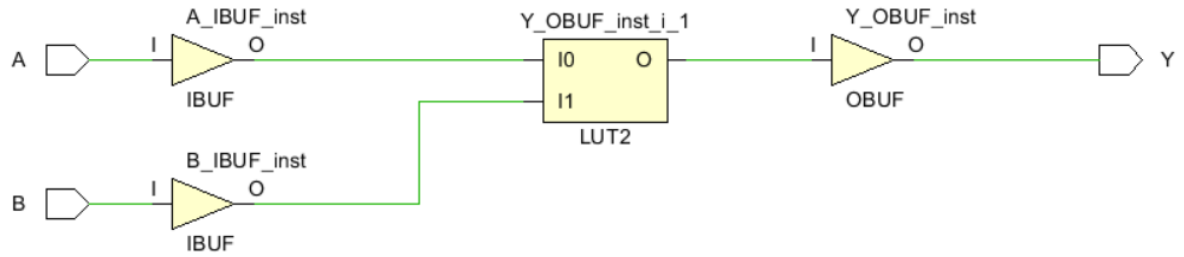 A_IBUF_inst
Y_OBUF_inst_i_1
Y_OBUF_inst
A
I
O
I0
O
I
O
Y
IBUF
I1
OBUF
LUT2
B_IBUF_inst
B
I
O
IBUF